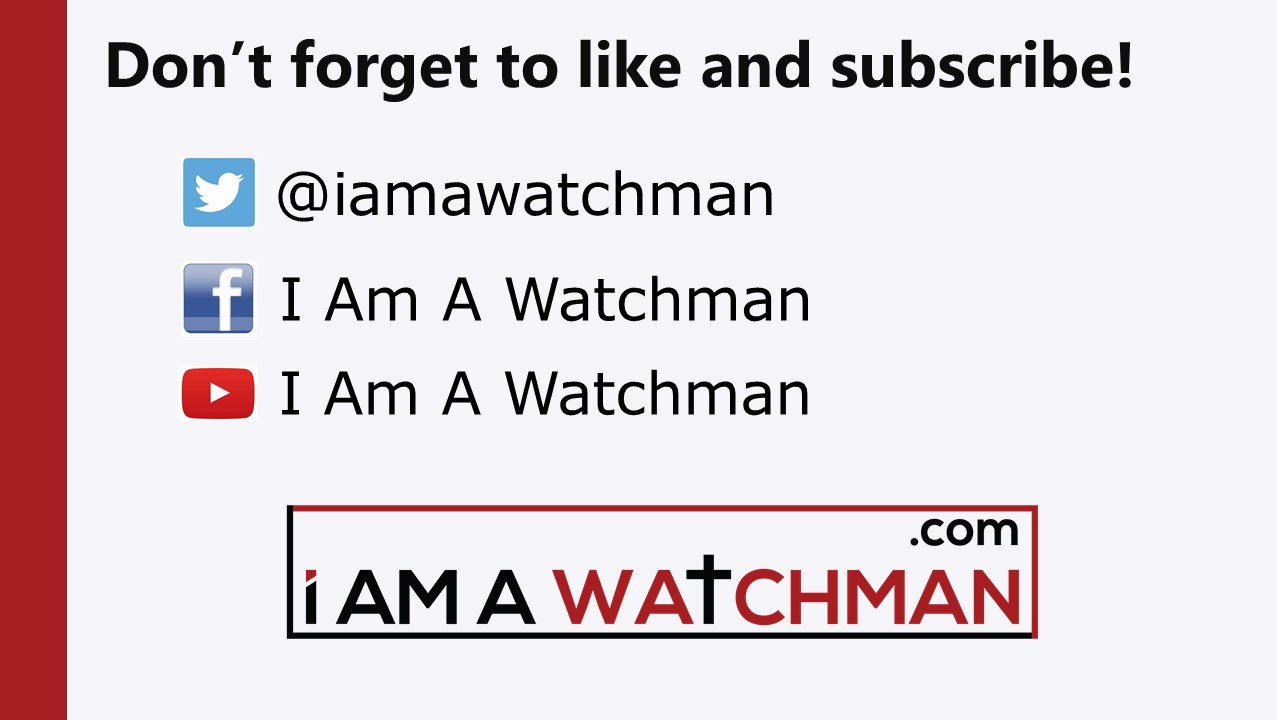 Don’t forget to like and subscribe!
@iamawatchman
I Am A Watchman
I Am A Watchman
.com
i AM A WATCHMAN